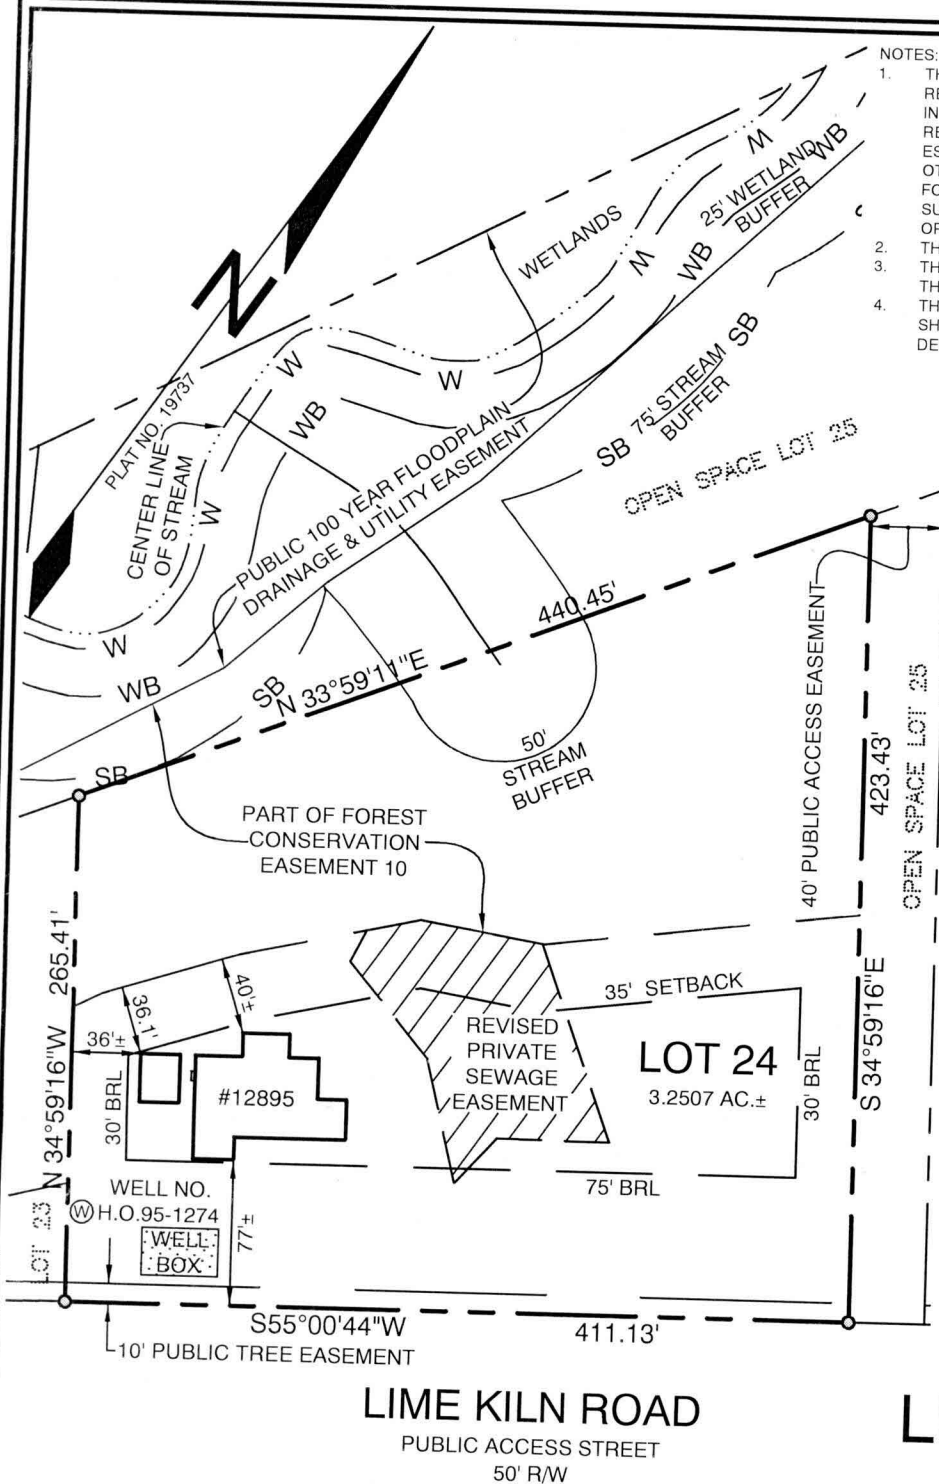 NOTES:
1.
2.
3.
4.
N
PLAT NO. 19737
CENTER LINE
OF STREAM
WETLANDS
25' WETLAND
BUFFER
W
WB
W
WB
W
WB
W
W
W
WB
PUBLIC 100 YEAR FLOODPLAIN
DRAINAGE & UTILITY EASEMENT
75' STREAM
BUFFER
SB
SB
SB
SB
OPEN SPACE LOT 25
N 33°59'11"E
440.45'
50'
STREAM
BUFFER
PART OF FOREST
CONSERVATION
EASEMENT 10
40' PUBLIC ACCESS EASEMENT
423.43'
OPEN SPACE LOT 25
S 34°59'16"E
265.41'
N 34°59'16"W
36.1'
40'±
36'±
30' BRL
#12895
35' SETBACK
REVISED
PRIVATE
SEWAGE
EASEMENT
LOT 24
3.2507 AC.±
30' BRL
75' BRL
WELL NO.
W H.O.95-1274
WELL
BOX
77'±
LOT 23
S55°00'44"W
411.13'
10' PUBLIC TREE EASEMENT
LIME KILN ROAD
PUBLIC ACCESS STREET
50' R/W